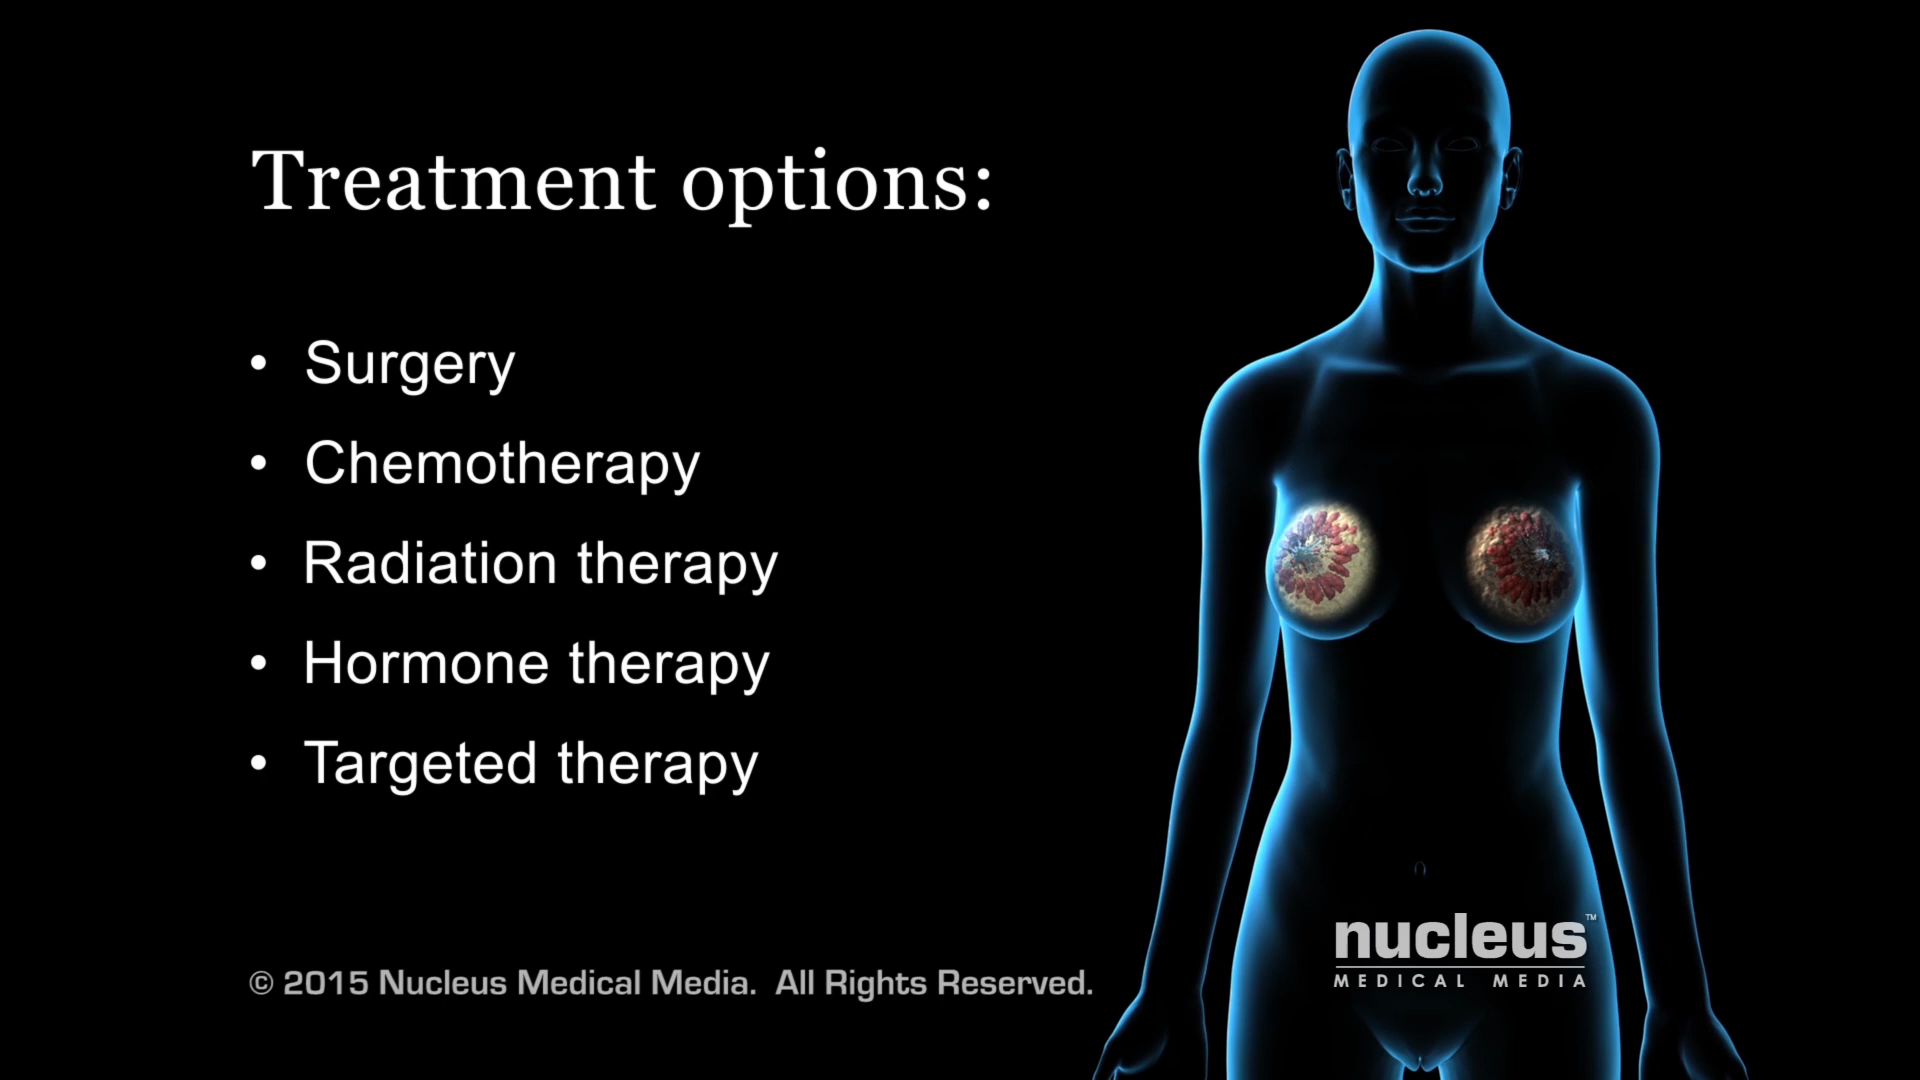 Treatment options:
• Surgery
• Chemotherapy
• Radiation therapy
• Hormone therapy
• Targeted therapy
nucleus™
MEDICAL MEDIA
© 2015 Nucleus Medical Media. All Rights Reserved.